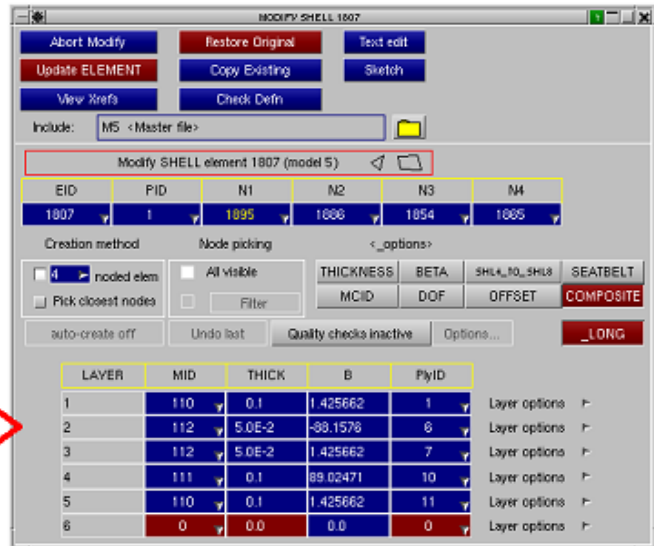 MODIFY SHELL 1807
Abort Modify Restore Original Text edit
Update ELEMENT Copy Existing Sketch
View Xrefs Check Defn
Include: M5 <Master file>
Modify SHELL element 1807 (model 5)
EID PID N1 N2 N3 N4
1807 1 1895 1886 1854 1865
Creation method Node picking <_options>
4 noded elem All visible THICKNESS BETA SHL4_TO_SHL8 SEATBELT
Pick closest nodes Filter MCID DOF OFFSET COMPOSITE
auto-create off Undo last Quality checks inactive Options... _LONG
LAYER MID THICK B PlyID
1 110 0.1 1.425662 1 Layer options
2 112 5.0E-2 -88.1576 6 Layer options
3 112 5.0E-2 1.425662 7 Layer options
4 111 0.1 89.02471 10 Layer options
5 110 0.1 1.425662 11 Layer options
6 0 0.0 0.0 0 Layer options